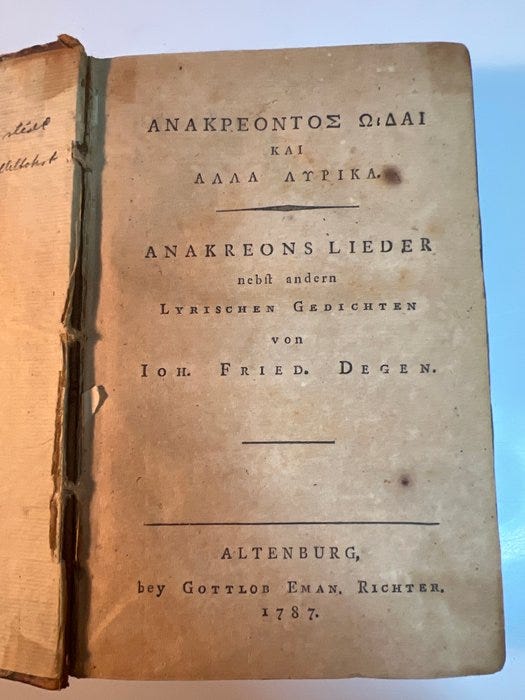 ΑΝΑΚΡΕΟΝΤΟΣ Ω͵ΔΑΙ
ΚΑΙ
ΑΛΛΑ ΛΥΡΙΚΑ.
ANAKREONS LIEDER
nebſt andern
LYRISCHEN GEDICHTEN
von
IOH. FRIED. DEGEN.
ALTENBURG,
bey GOTTLOB EMAN. RICHTER.
1787.